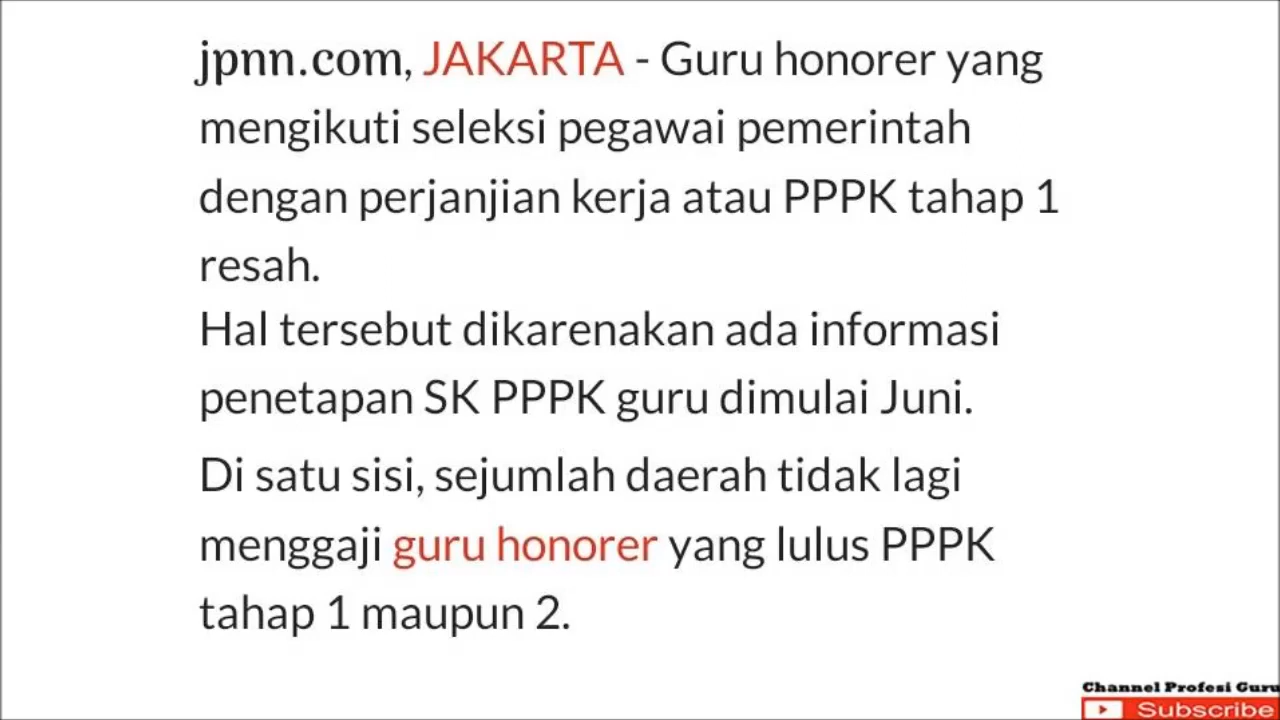 jpnn.com, JAKARTA - Guru honorer yang
mengikuti seleksi pegawai pemerintah
dengan perjanjian kerja atau PPPK tahap 1
resah.
Hal tersebut dikarenakan ada informasi
penetapan SK PPPK guru dimulai Juni.
Di satu sisi, sejumlah daerah tidak lagi
menggaji guru honorer yang lulus PPPK
tahap 1 maupun 2.
Channel Profesi Guru
Subscribe